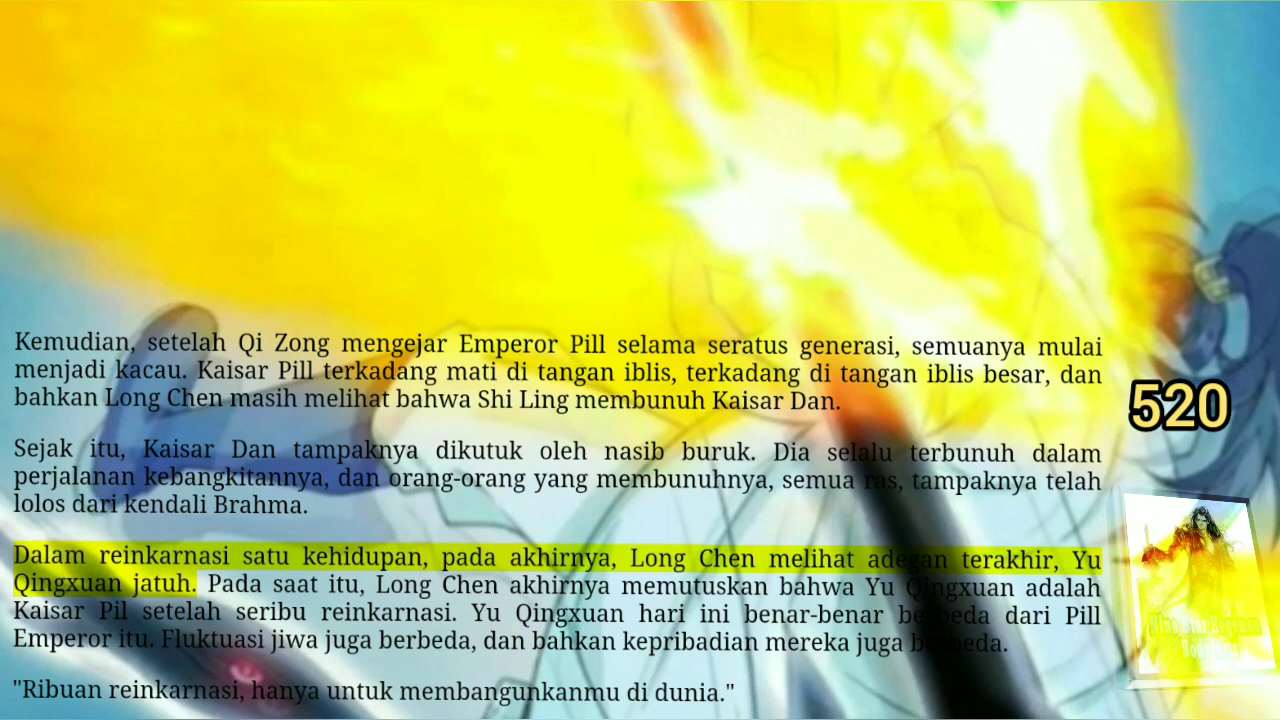 Kemudian, setelah Qi Zong mengejar Emperor Pill selama seratus generasi, semuanya mulai
menjadi kacau. Kaisar Pill terkadang mati di tangan iblis, terkadang di tangan iblis besar, dan
bahkan Long Chen masih melihat bahwa Shi Ling membunuh Kaisar Dan.
Sejak itu, Kaisar Dan tampaknya dikutuk oleh nasib buruk. Dia selalu terbunuh dalam
perjalanan kebangkitannya, dan orang-orang yang membunuhnya, semua ras, tampaknya telah
lolos dari kendali Brahma.
Dalam reinkarnasi satu kehidupan, pada akhirnya, Long Chen melihat adegan terakhir, Yu
Qingxuan jatuh. Pada saat itu, Long Chen akhirnya memutuskan bahwa Yu Qingxuan adalah
Kaisar Pil setelah seribu reinkarnasi. Yu Qingxuan hari ini benar-benar berbeda dari Pill
Emperor itu. Fluktuasi jiwa juga berbeda, dan bahkan kepribadian mereka juga berbeda.
"Ribuan reinkarnasi, hanya untuk membangunkanmu di dunia."
520
Nine Star Hegemon